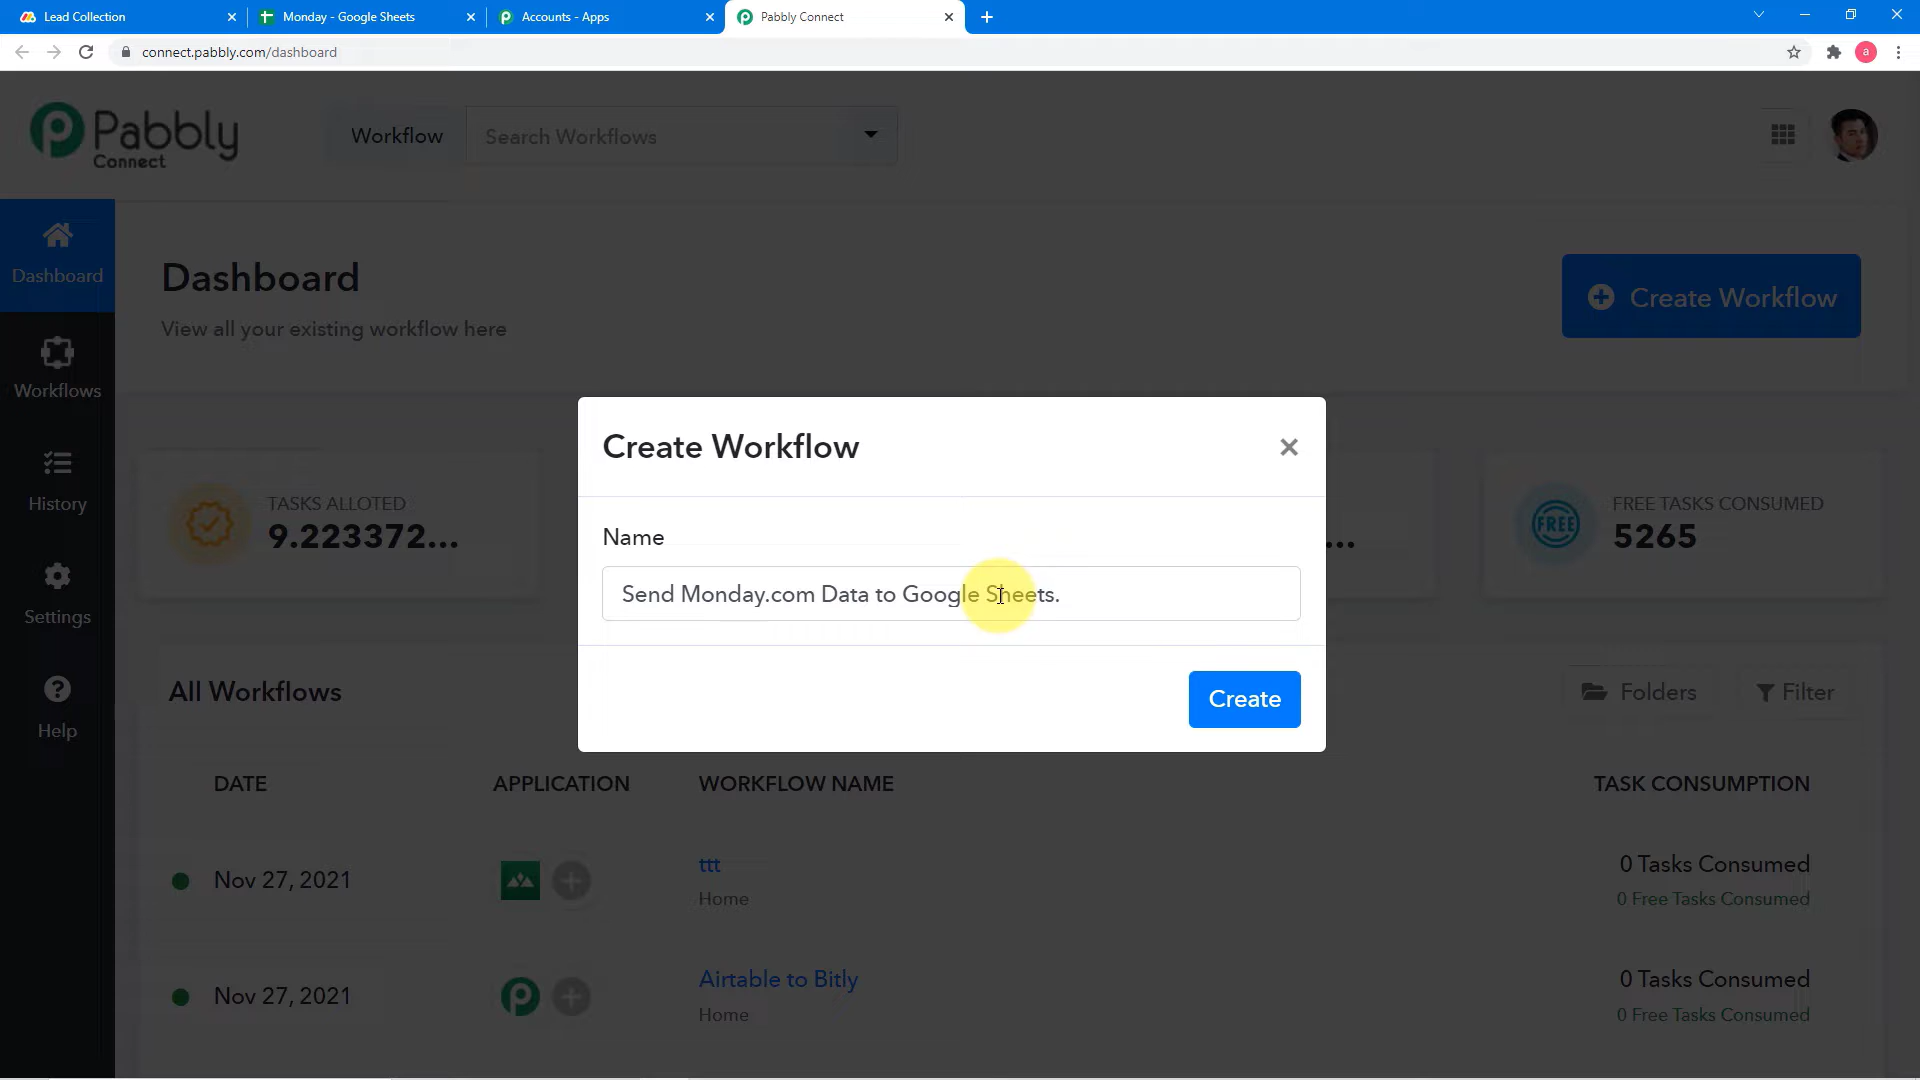 Lead Collection
Monday - Google Sheets
Accounts - Apps
Pabbly Connect
connect.pabbly.com/dashboard
a
Pabbly
Connect
Workflow
Search Workflows
Dashboard
Dashboard
View all your existing workflow here
Create Workflow
Workflows
History
Settings
Help
TASKS ALLOTED
9.223372...
...
FREE
FREE TASKS CONSUMED
5265
Create Workflow
Name
Send Monday.com Data to Google Sheets.
Create
All Workflows
Folders
Filter
DATE
APPLICATION
WORKFLOW NAME
TASK CONSUMPTION
Nov 27, 2021
ttt
Home
0 Tasks Consumed
0 Free Tasks Consumed
Nov 27, 2021
Airtable to Bitly
Home
0 Tasks Consumed
0 Free Tasks Consumed